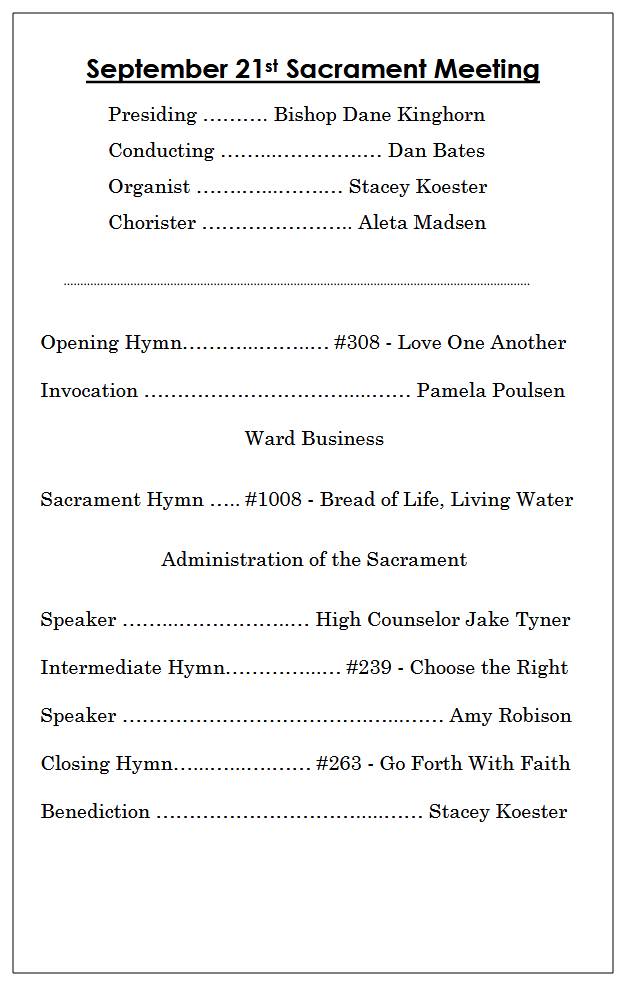 September 21st Sacrament Meeting
Presiding ………. Bishop Dane Kinghorn
Conducting ……...………….… Dan Bates
Organist …….…...…….… Stacey Koester
Chorister ………………….. Aleta Madsen
……………………………………………………………………………………………………………………………
Opening Hymn………...……..… #308 - Love One Another
Invocation ………………………….....…… Pamela Poulsen
Ward Business
Sacrament Hymn ….. #1008 - Bread of Life, Living Water
Administration of the Sacrament
Speaker ……...……………..… High Counselor Jake Tyner
Intermediate Hymn…………...… #239 - Choose the Right
Speaker ……………………………….…...…… Amy Robison
Closing Hymn…...…..….…… #263 - Go Forth With Faith
Benediction ………………………….....…… Stacey Koester